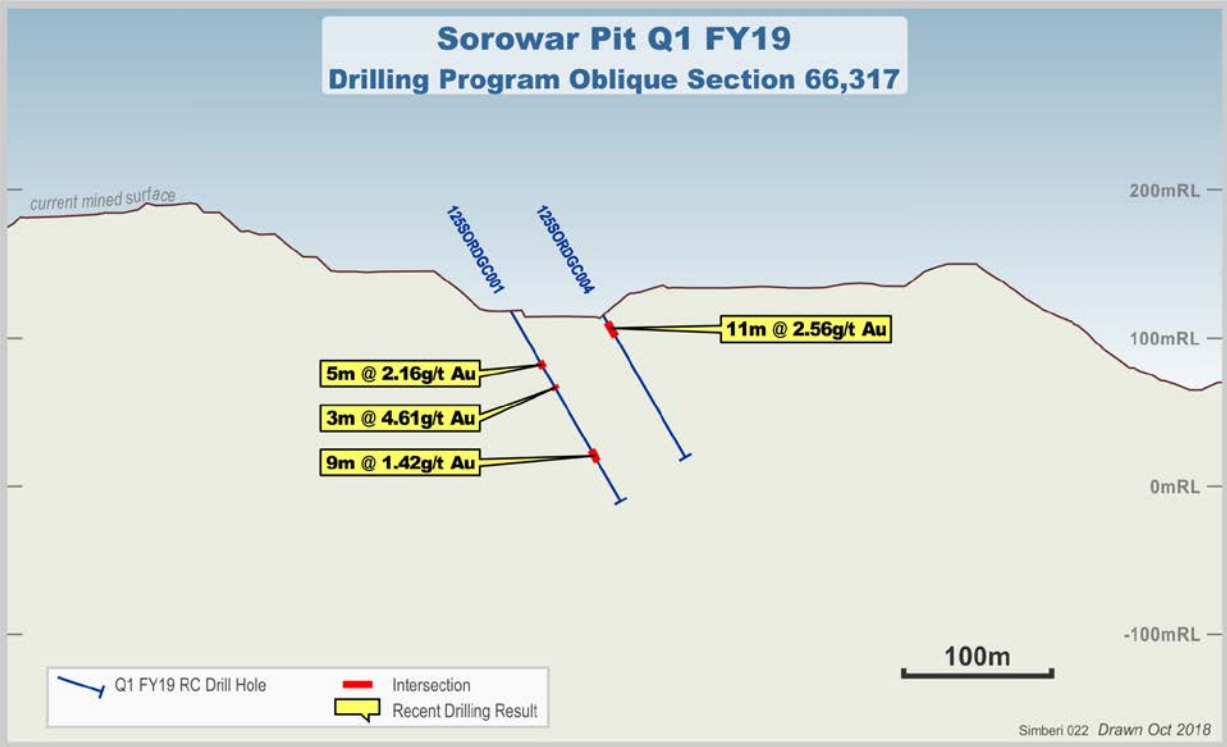 Sorowar Pit Q1 FY19
Drilling Program Oblique Section 66,317
current mined surface
200mRL
125SORDGC001
125SORDGC004
11m @ 2.56g/t Au
100mRL
5m @ 2.16g/t Au
3m @ 4.61g/t Au
9m @ 1.42g/t Au
0mRL
-100mRL
100m
Q1 FY19 RC Drill Hole
Intersection
Recent Drilling Result
Simberi 022 Drawn Oct 2018